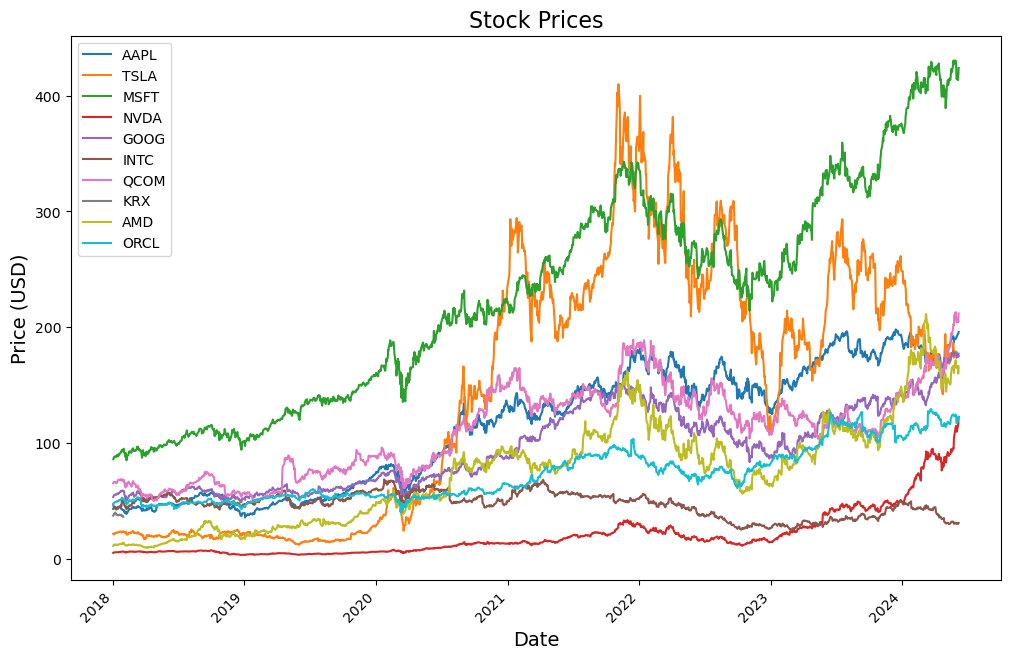 Stock Prices
AAPL
TSLA
MSFT
NVDA
GOOG
INTC
QCOM
KRX
AMD
ORCL
Price (USD)
400
300
200
100
0
2018
2019
2020
2021
2022
2023
2024
Date